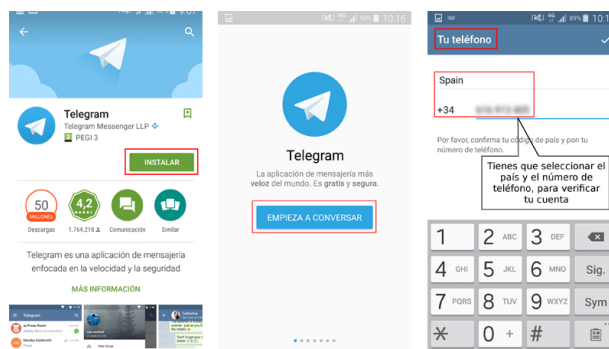 Telegram
Telegram Messenger LLP
PEGI 3
INSTALAR
50
MILLONES
4,2
Descargas
1.764.219
Comunicación
Similar
Telegram es una aplicación de mensajería
enfocada en la velocidad y la seguridad
MÁS INFORMACIÓN
Telegram
4G
10:16
Telegram
La aplicación de mensajería más
veloz del mundo. Es gratis y segura.
EMPIEZA A CONVERSAR
4G
89%
Tu teléfono
Spain
+34
Por favor, confirma tu código de país y pon tu
número de teléfono.
Tienes que seleccionar el
país y el número de
teléfono, para verificar
tu cuenta
1
2 ABC
3 DEF
4 GHI
5 JKL
6 MNO
Sig.
7 PQRS
8 TUV
9 WXYZ
Sym
*
0 +
#